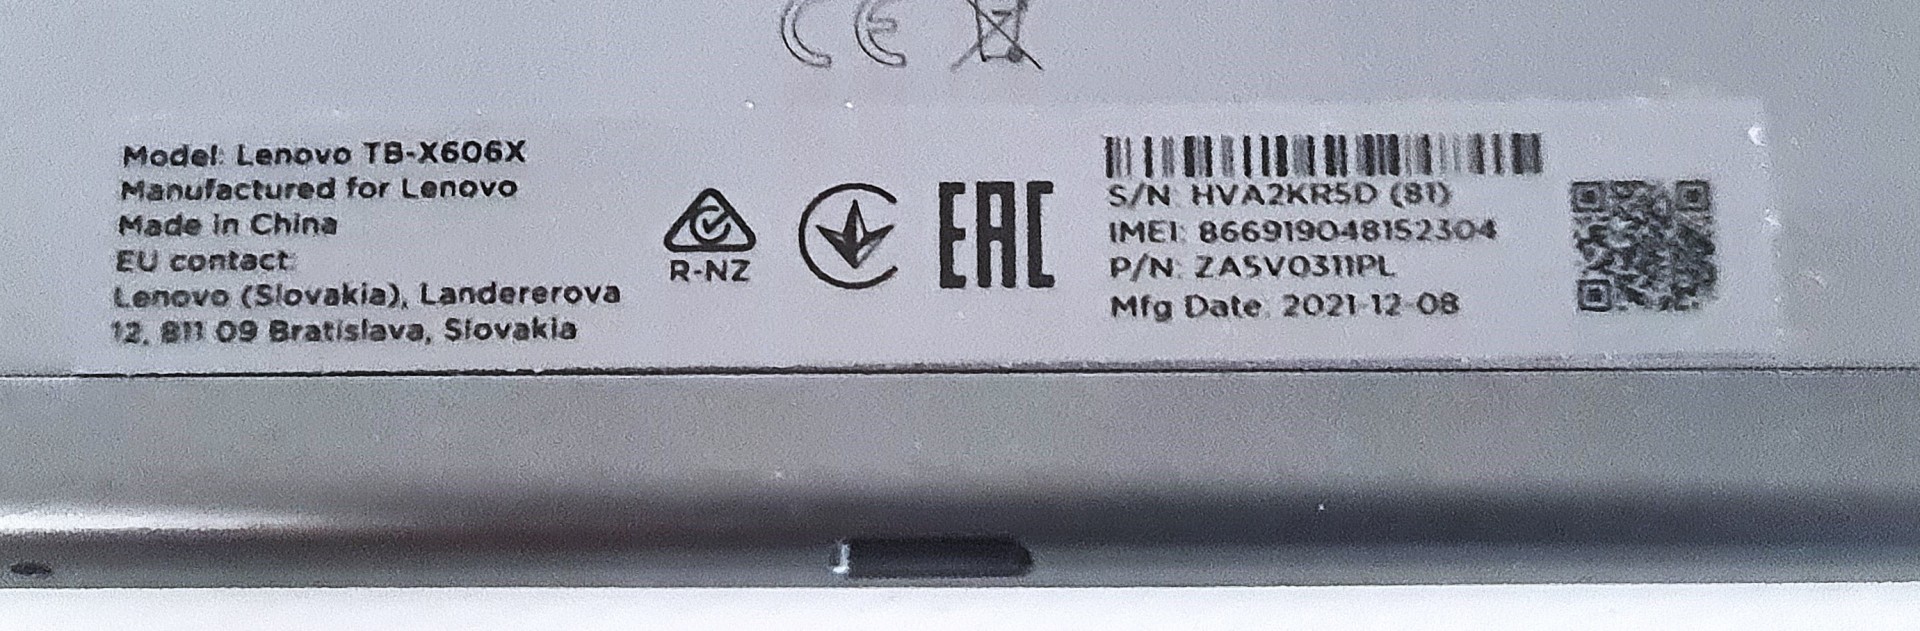 CE
Model: Lenovo TB-X606X
Manufactured for Lenovo
Made in China
EU contact:
Lenovo (Slovakia), Landererova
12, 811 09 Bratislava, Slovakia
R-NZ
EAC
S/N: HVA2KR5D (81)
IMEI: 866919048152304
P/N: ZA5V0311PL
Mfg Date: 2021-12-08